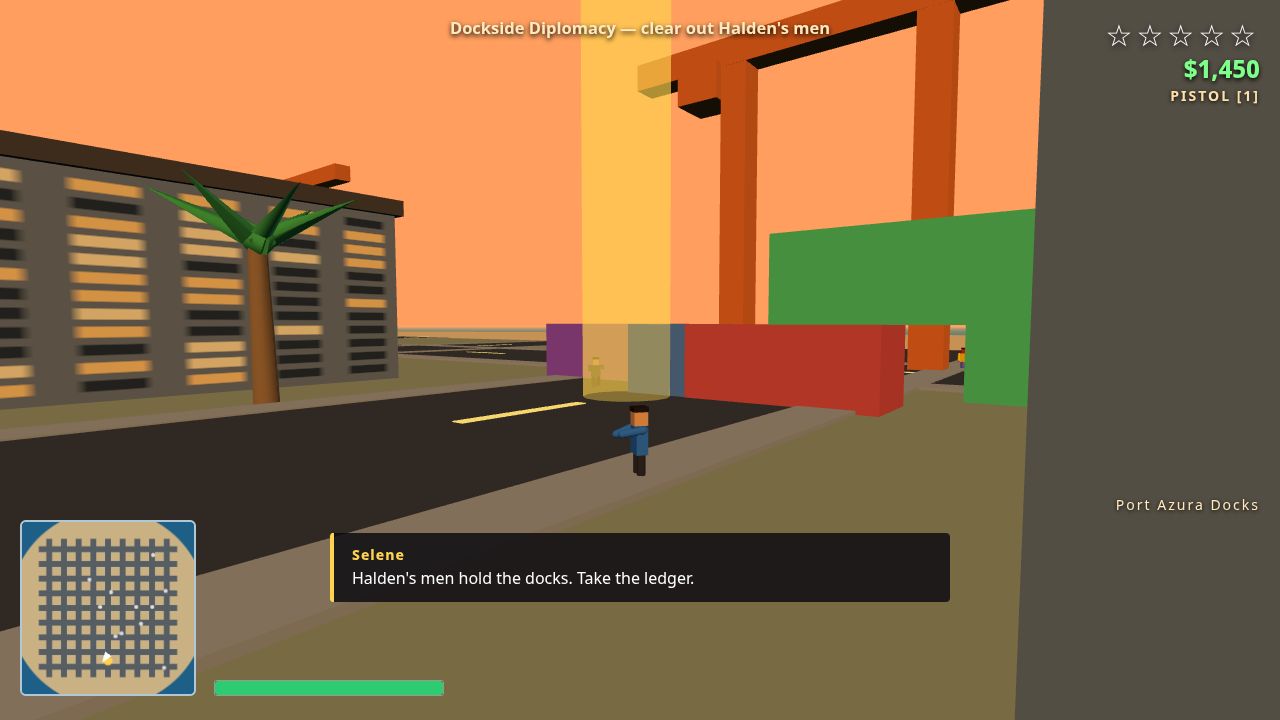 Dockside Diplomacy — clear out Halden's men
☆☆☆☆☆
$1,450
PISTOL [1]
Port Azura Docks
Selene
Halden's men hold the docks. Take the ledger.